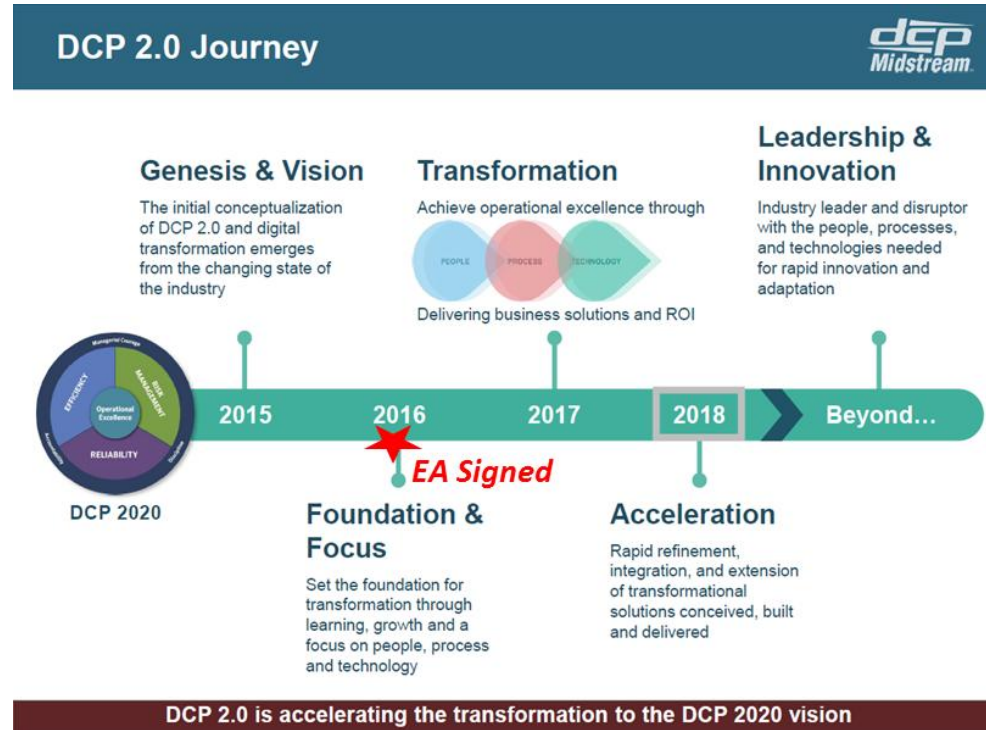 DCP 2.0 Journey
dcp
Midstream.
Genesis & Vision
The initial conceptualization
of DCP 2.0 and digital
transformation emerges
from the changing state of
the industry
Transformation
Achieve operational excellence through
PEOPLE
PROCESS
TECHNOLOGY
Delivering business solutions and ROI
Leadership &
Innovation
Industry leader and disruptor
with the people, processes,
and technologies needed
for rapid innovation and
adaptation
Managerial Courage
EFFICIENCY
RISK
MANAGEMENT
Operational
Excellence
RELIABILITY
Accountability
Discipline
DCP 2020
2015
2016
2017
2018
Beyond...
EA Signed
Foundation &
Focus
Set the foundation for
transformation through
learning, growth and a
focus on people, process
and technology
Acceleration
Rapid refinement,
integration, and extension
of transformational
solutions conceived, built
and delivered
DCP 2.0 is accelerating the transformation to the DCP 2020 vision